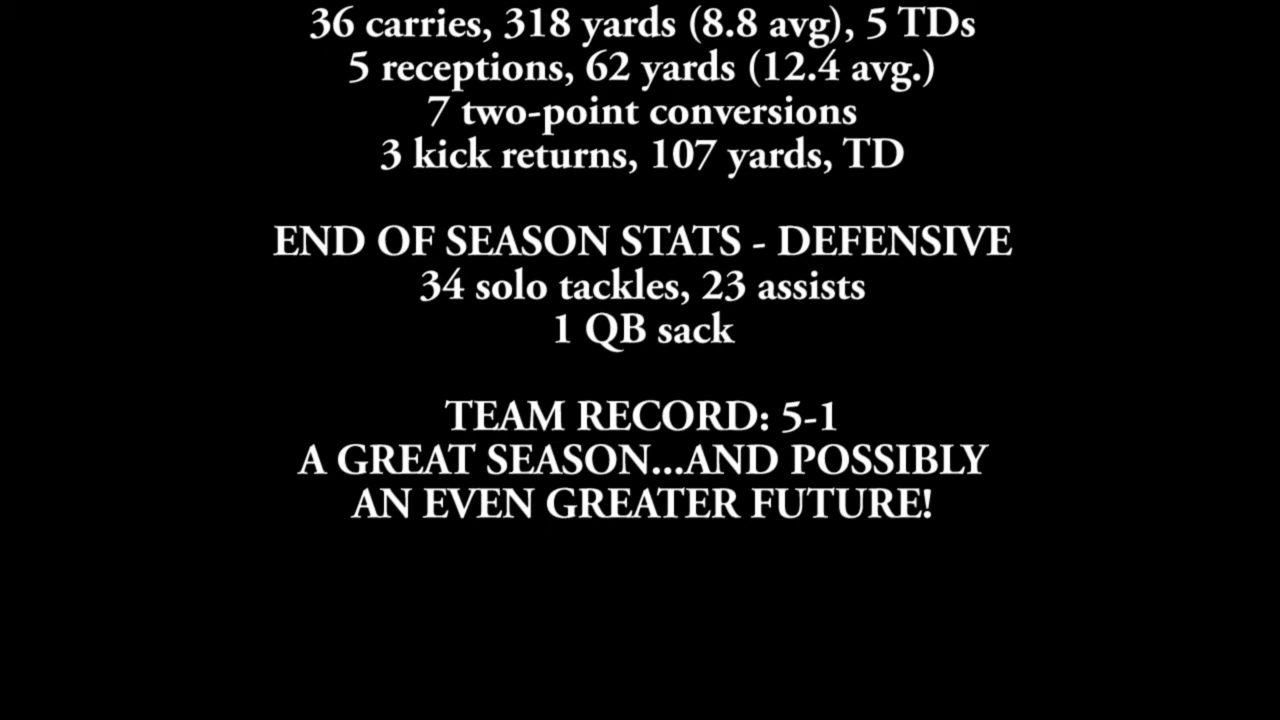 36 carries, 318 yards (8.8 avg), 5 TDs
5 receptions, 62 yards (12.4 avg.)
7 two-point conversions
3 kick returns, 107 yards, TD
END OF SEASON STATS - DEFENSIVE
34 solo tackles, 23 assists
1 QB sack
TEAM RECORD: 5-1
A GREAT SEASON...AND POSSIBLY
AN EVEN GREATER FUTURE!